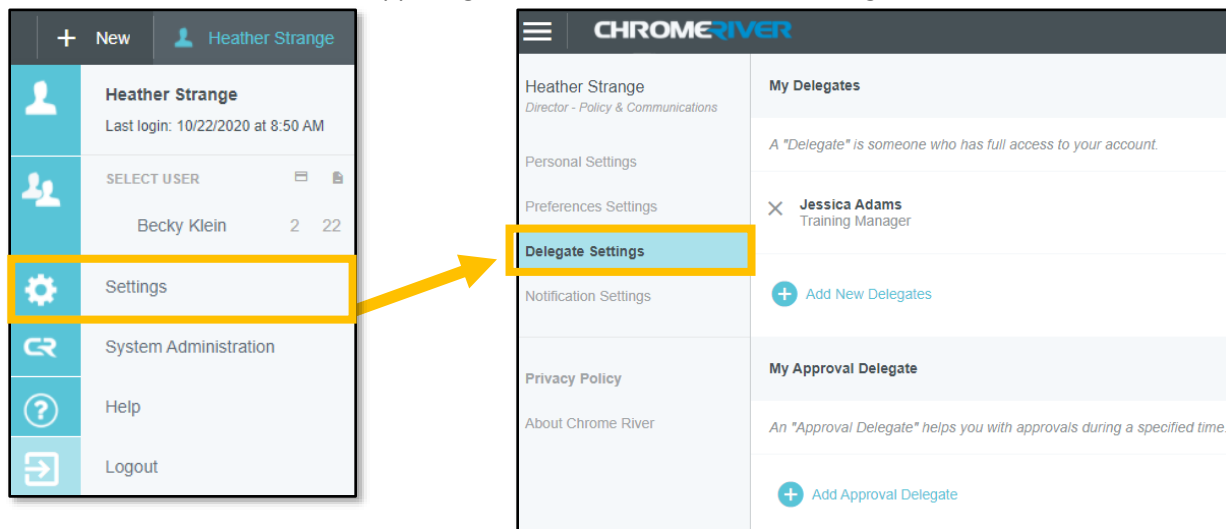 + New Heather Strange
Heather Strange
Last login: 10/22/2020 at 8:50 AM
SELECT USER
Becky Klein 2 22
Settings
CR System Administration
? Help
Logout
CHROMERIVER
Heather Strange
Director - Policy & Communications
Personal Settings
Preferences Settings
Delegate Settings
Notification Settings
Privacy Policy
About Chrome River
My Delegates
A "Delegate" is someone who has full access to your account.
Jessica Adams
Training Manager
+ Add New Delegates
My Approval Delegate
An "Approval Delegate" helps you with approvals during a specified time.
+ Add Approval Delegate